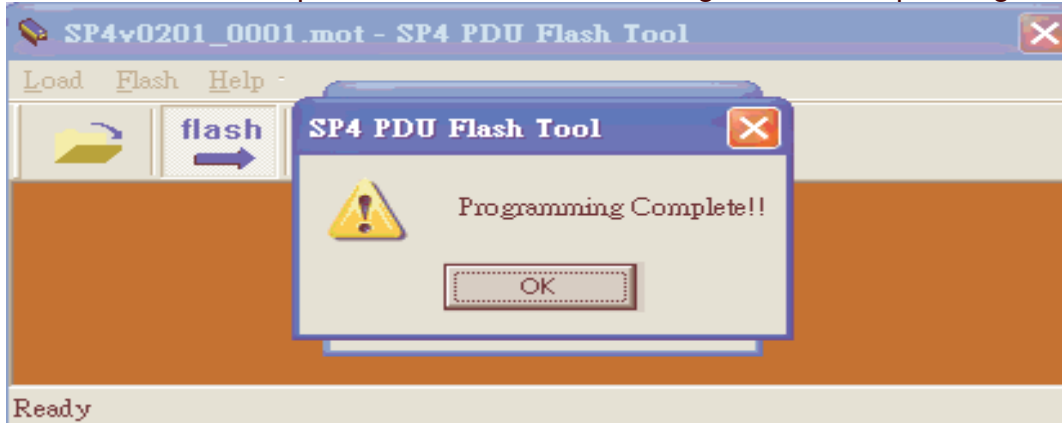 SP4v0201_0001.mot - SP4 PDU Flash Tool
Load Flash Help
flash
SP4 PDU Flash Tool
Programming Complete!!
OK
Ready